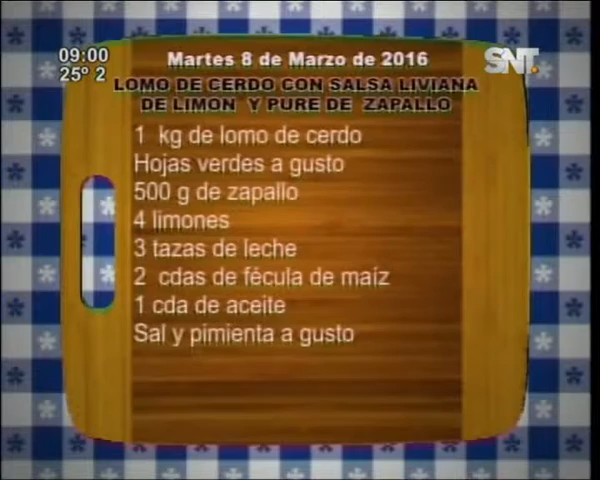 09:00
25º 2
Martes 8 de Marzo de 2016
SNT.
LOMO DE CERDO CON SALSA LIVIANA
DE LIMON Y PURE DE ZAPALLO
1 kg de lomo de cerdo
Hojas verdes a gusto
500 g de zapallo
4 limones
3 tazas de leche
2 cdas de fécula de maíz
1 cda de aceite
Sal y pimienta a gusto